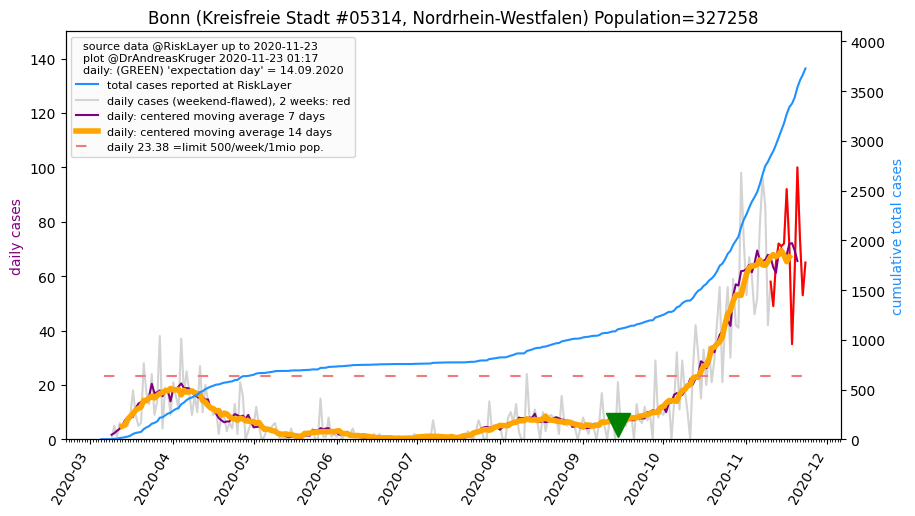 Bonn (Kreisfreie Stadt #05314, Nordrhein-Westfalen) Population=327258
source data @RiskLayer up to 2020-11-23
plot @DrAndreasKruger 2020-11-23 01:17
daily: (GREEN) 'expectation day' = 14.09.2020
total cases reported at RiskLayer
daily cases (weekend-flawed), 2 weeks: red
daily: centered moving average 7 days
daily: centered moving average 14 days
daily 23.38 =limit 500/week/1mio pop.
daily cases
140
120
100
80
60
40
20
0
cumulative total cases
4000
3500
3000
2500
2000
1500
1000
500
0
2020-03
2020-04
2020-05
2020-06
2020-07
2020-08
2020-09
2020-10
2020-11
2020-12